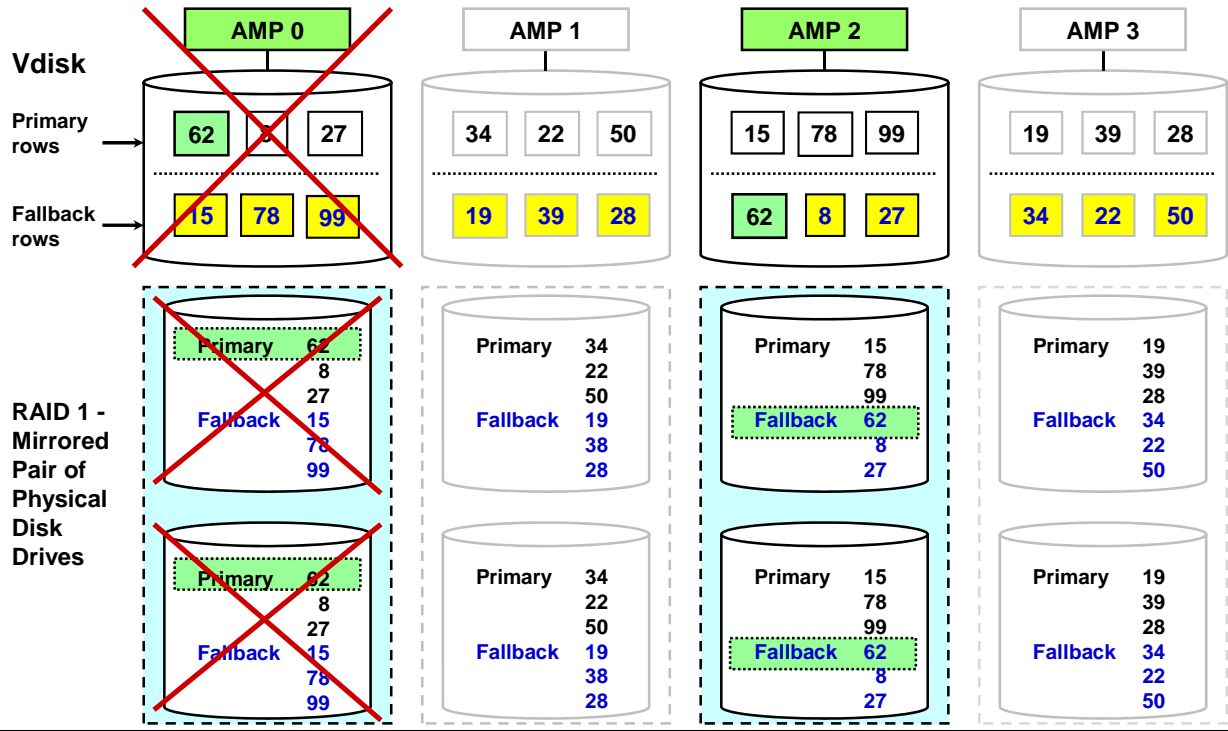 AMP 0
AMP 1
AMP 2
AMP 3
Vdisk
Primary
rows
62 8 27
34 22 50
15 78 99
19 39 28
Fallback
rows
15 78 99
19 39 28
62 8 27
34 22 50
RAID 1 -
Mirrored
Pair of
Physical
Disk
Drives
Primary 62
8
27
Fallback 15
78
99
Primary 34
22
50
Fallback 19
38
28
Primary 15
78
99
Fallback 62
8
27
Primary 19
39
28
Fallback 34
22
50
Primary 62
8
27
Fallback 15
78
99
Primary 34
22
50
Fallback 19
38
28
Primary 15
78
99
Fallback 62
8
27
Primary 19
39
28
Fallback 34
22
50